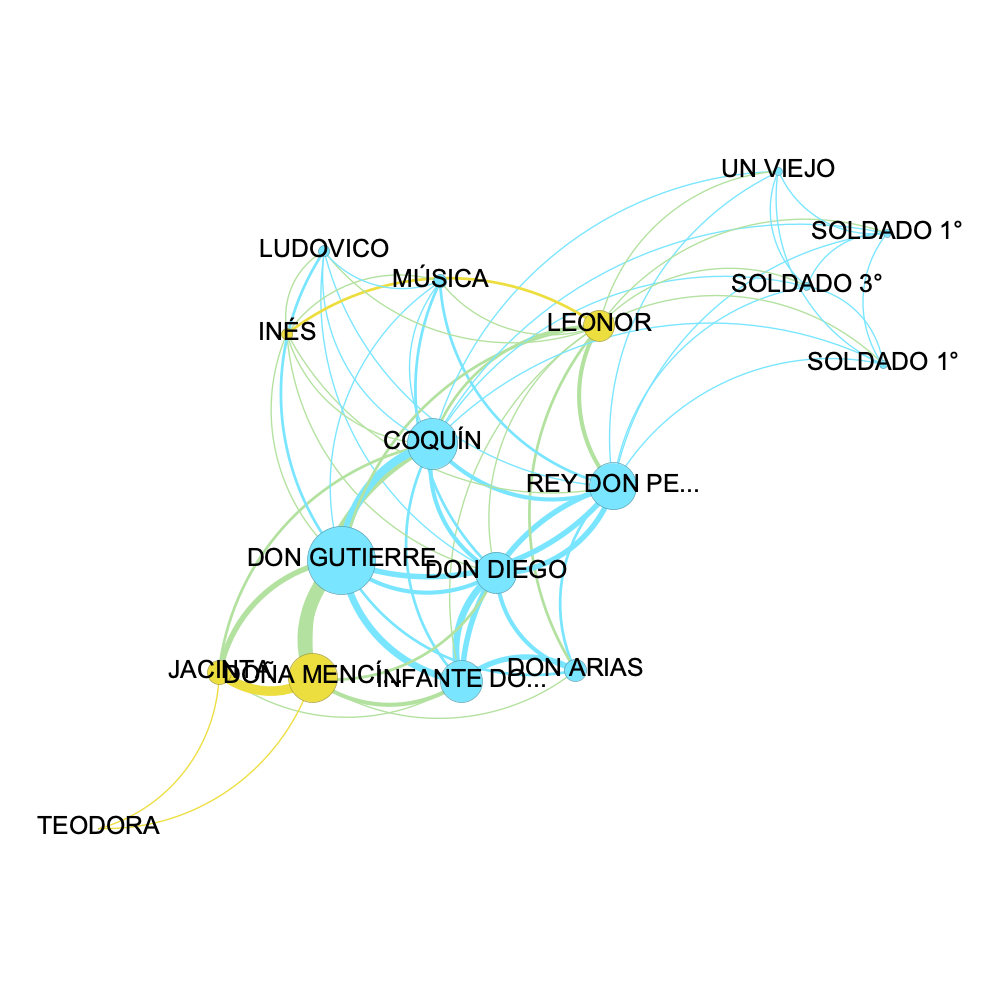 UN VIEJO
SOLDADO 1°
LUDOVICO
MÚSICA
SOLDADO 3°
INÉS
LEONOR
SOLDADO 1°
COQUÍN
REY DON PE...
DON GUTIERRE
DON DIEGO
JACINTA
DOÑA MENCÍ...
INFANTE DO...
DON ARIAS
TEODORA